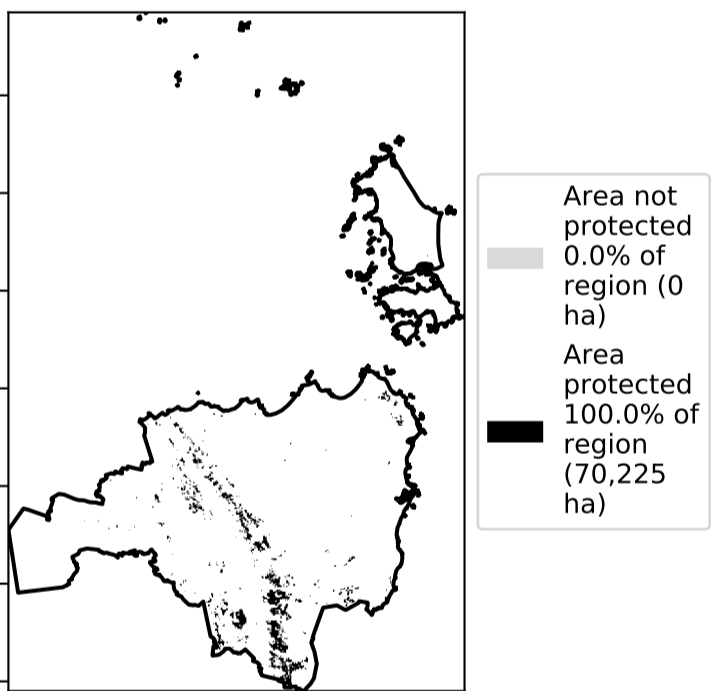 Area not
protected
0.0% of
region (0
ha)
Area
protected
100.0% of
region
(70,225
ha)